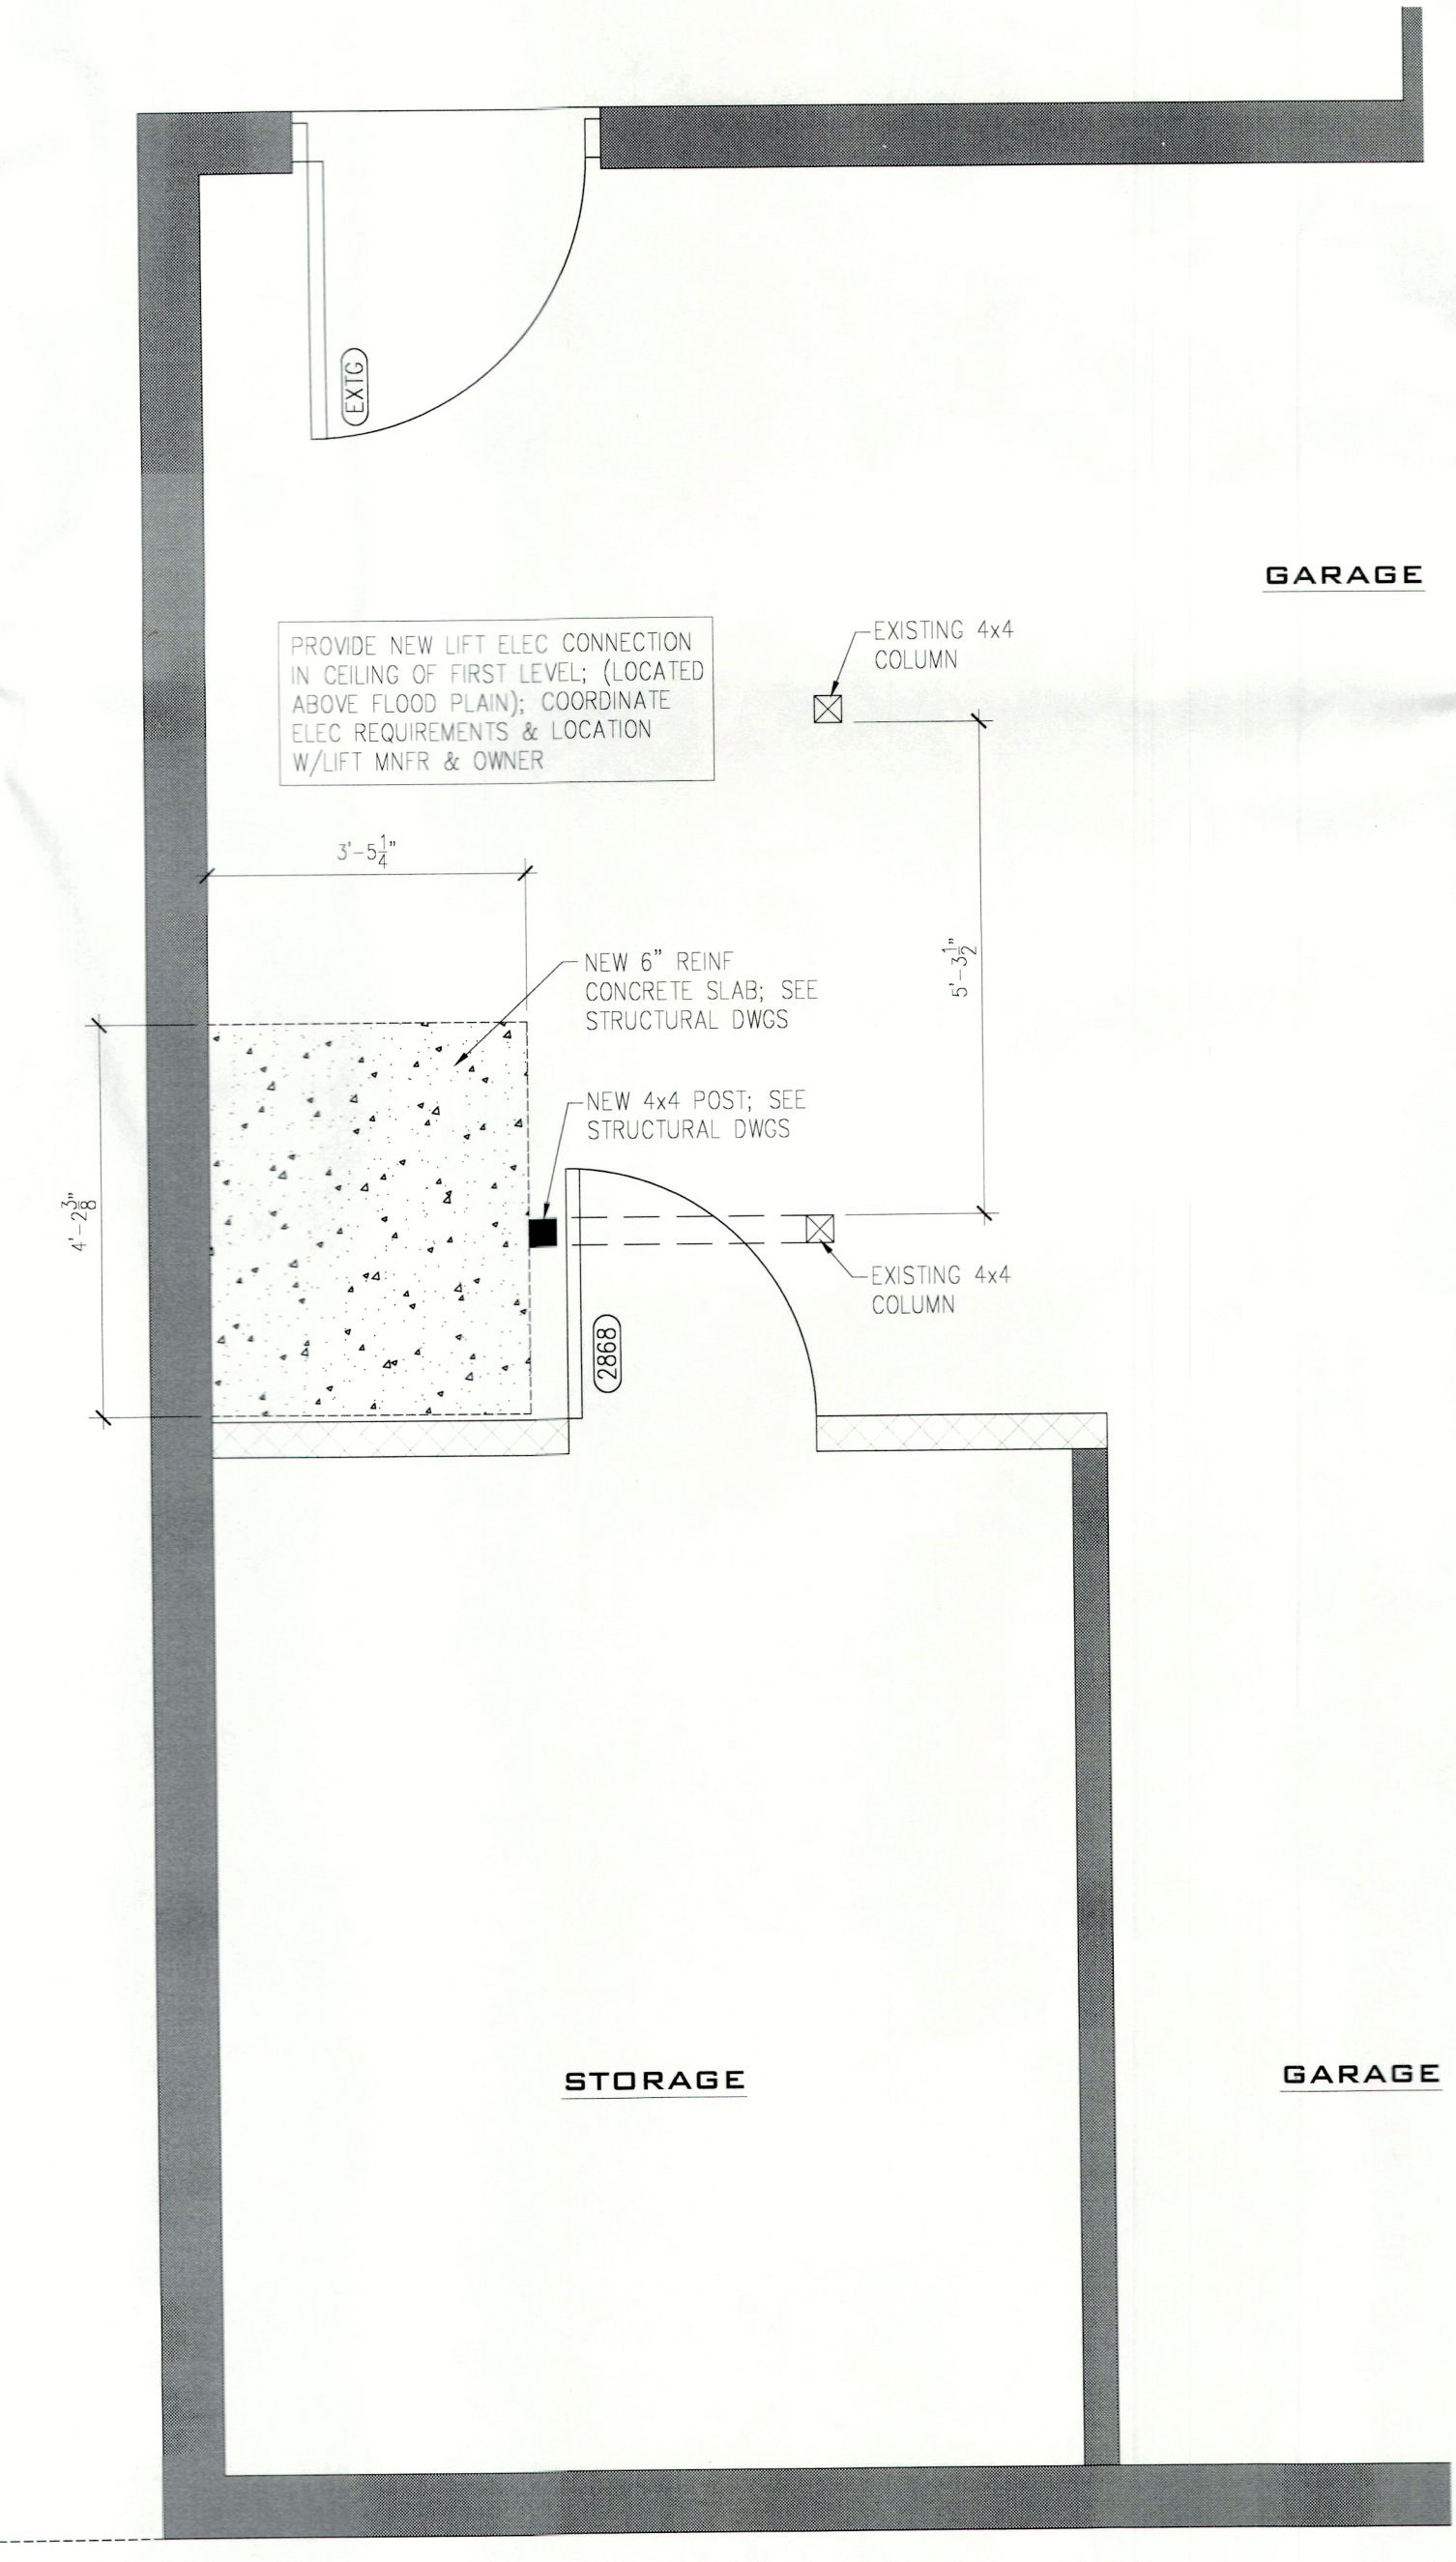 EXTG
GARAGE
EXISTING 4x4
COLUMN
PROVIDE NEW LIFT ELEC CONNECTION
IN CEILING OF FIRST LEVEL; (LOCATED
ABOVE FLOOD PLAIN); COORDINATE
ELEC REQUIREMENTS & LOCATION
W/LIFT MNFR & OWNER
3'-5 1/4"
5'-3 1/2"
NEW 6" REINF
CONCRETE SLAB; SEE
STRUCTURAL DWGS
NEW 4x4 POST; SEE
STRUCTURAL DWGS
4'-2 3/8"
EXISTING 4x4
COLUMN
2868
STORAGE
GARAGE